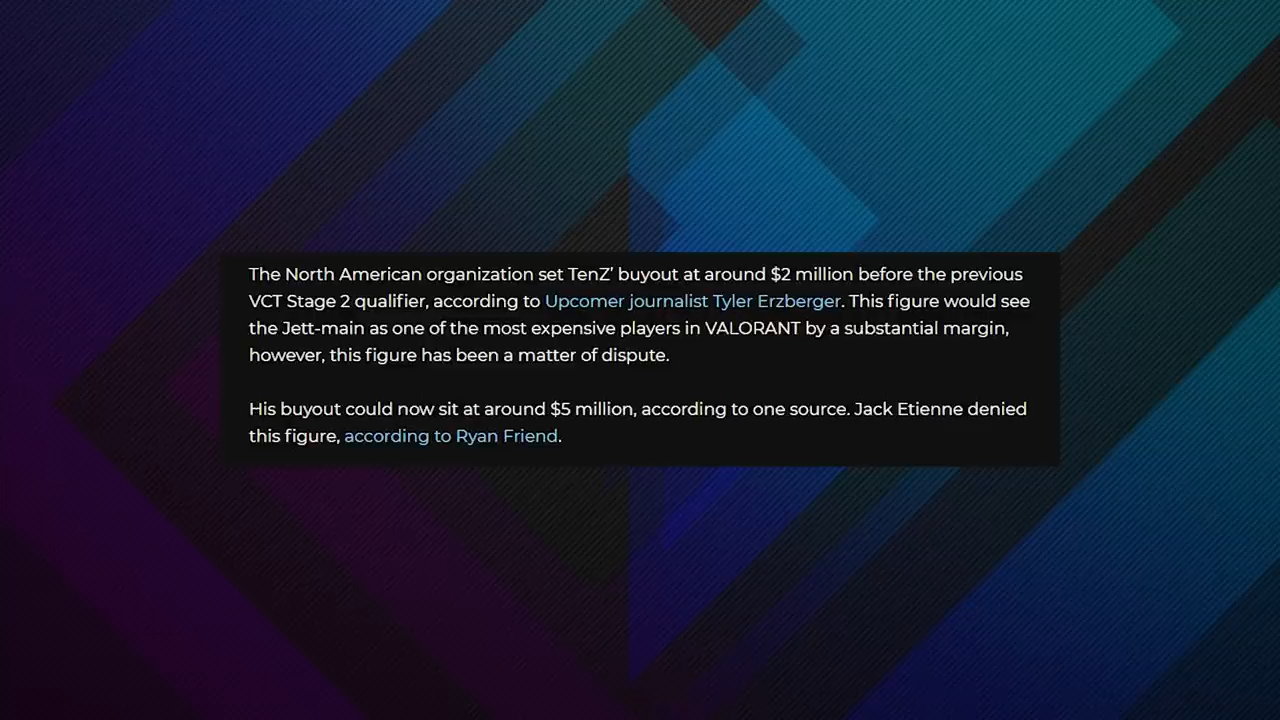 The North American organization set TenZ' buyout at around $2 million before the previous
VCT Stage 2 qualifier, according to Upcomer journalist Tyler Erzberger. This figure would see
the Jett-main as one of the most expensive players in VALORANT by a substantial margin,
however, this figure has been a matter of dispute.
His buyout could now sit at around $5 million, according to one source. Jack Etienne denied
this figure, according to Ryan Friend.